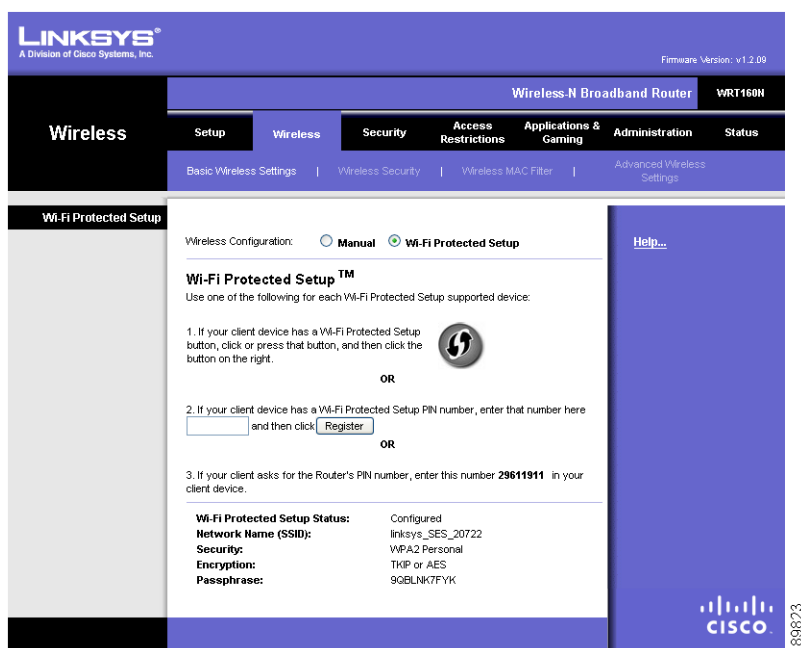 LINKSYS®
A Division of Cisco Systems, Inc.
Firmware Version: v1.2.09
Wireless-N Broadband Router WRT160N
Wireless
Setup Wireless Security Access Restrictions Applications & Gaming Administration Status
Basic Wireless Settings | Wireless Security | Wireless MAC Filter | Advanced Wireless Settings
Wi-Fi Protected Setup
Wireless Configuration: Manual Wi-Fi Protected Setup
Help...
Wi-Fi Protected Setup TM
Use one of the following for each Wi-Fi Protected Setup supported device:
1. If your client device has a Wi-Fi Protected Setup
button, click or press that button, and then click the
button on the right.
OR
2. If your client device has a Wi-Fi Protected Setup PIN number, enter that number here
and then click Register
OR
3. If your client asks for the Router's PIN number, enter this number 29611911 in your
client device.
Wi-Fi Protected Setup Status: Configured
Network Name (SSID): linksys_SES_20722
Security: WPA2 Personal
Encryption: TKIP or AES
Passphrase: 9QBLNK7FYK
CISCO.
89823